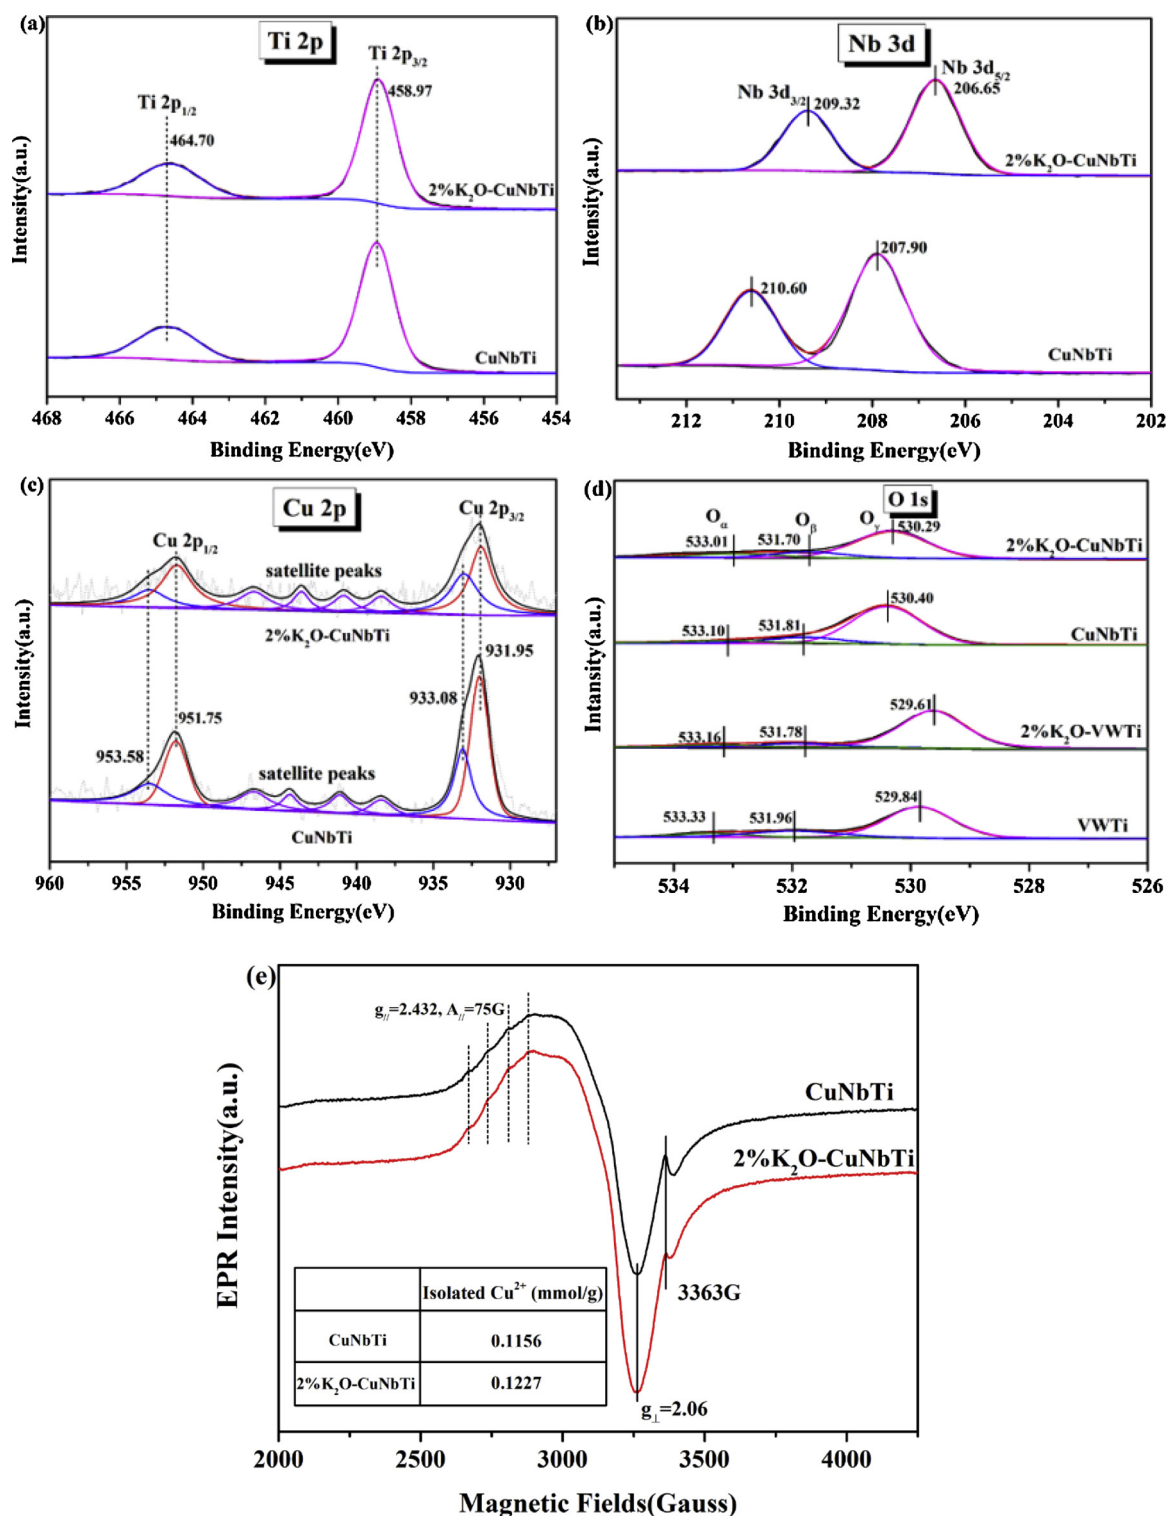 (a)
Ti 2p
Ti 2p3/2
458.97
Ti 2p1/2
464.70
2%K2O-CuNbTi
CuNbTi
Intensity(a.u.)
468 466 464 462 460 458 456 454
Binding Energy(eV)
(b)
Nb 3d
Nb 3d5/2
206.65
Nb 3d3/2
209.32
2%K2O-CuNbTi
207.90
210.60
CuNbTi
Intensity(a.u.)
212 210 208 206 204 202
Binding Energy(eV)
(c)
Cu 2p
Cu 2p3/2
Cu 2p1/2
satellite peaks
2%K2O-CuNbTi
931.95
933.08
951.75
953.58
satellite peaks
CuNbTi
Intensity(a.u.)
960 955 950 945 940 935 930
Binding Energy(eV)
(d)
O 1s
Oα Oβ Oγ
533.01 531.70 530.29
2%K2O-CuNbTi
533.10 531.81 530.40
CuNbTi
533.16 531.78 529.61
2%K2O-VWTi
533.33 531.96 529.84
VWTi
Intansity(a.u.)
534 532 530 528 526
Binding Energy(eV)
(e)
g//=2.432, A//=75G
CuNbTi
2%K2O-CuNbTi
3363G
g⊥=2.06
Isolated Cu2+ (mmol/g)
CuNbTi 0.1156
2%K2O-CuNbTi 0.1227
EPR Intensity(a.u.)
2000 2500 3000 3500 4000
Magnetic Fields(Gauss)